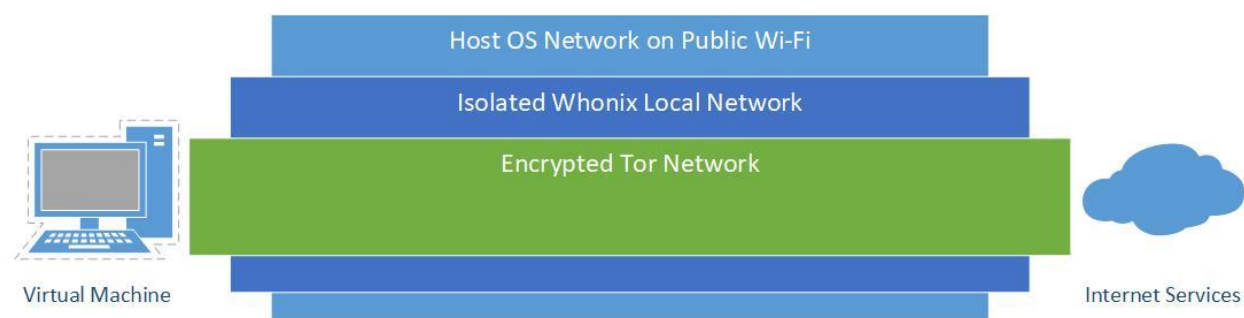 Host OS Network on Public Wi-Fi
Isolated Whonix Local Network
Encrypted Tor Network
Virtual Machine
Internet Services